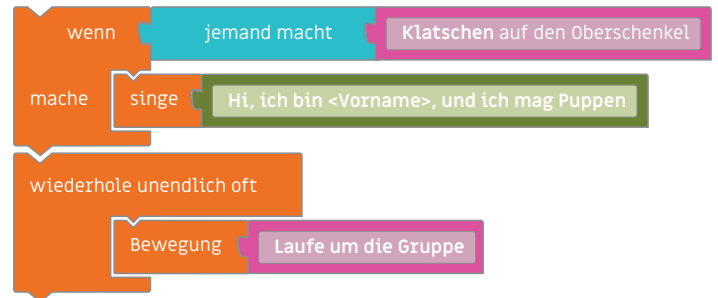 wenn jemand macht Klatschen auf den Oberschenkel
mache singe Hi, ich bin <Vorname>, und ich mag Puppen
wiederhole unendlich oft
Bewegung Laufe um die Gruppe